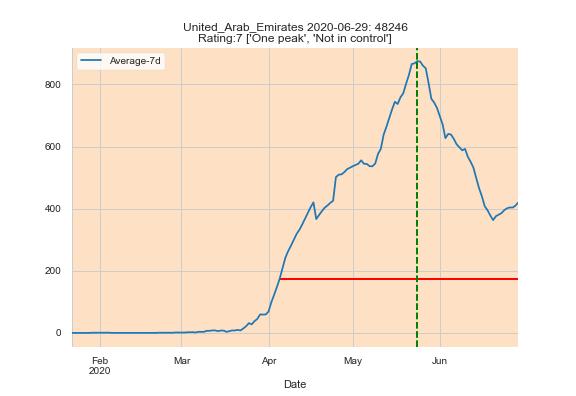 United_Arab_Emirates 2020-06-29: 48246
Rating:7 ['One peak', 'Not in control']
Average-7d
800
600
400
200
0
Feb
2020
Mar
Apr
May
Jun
Date